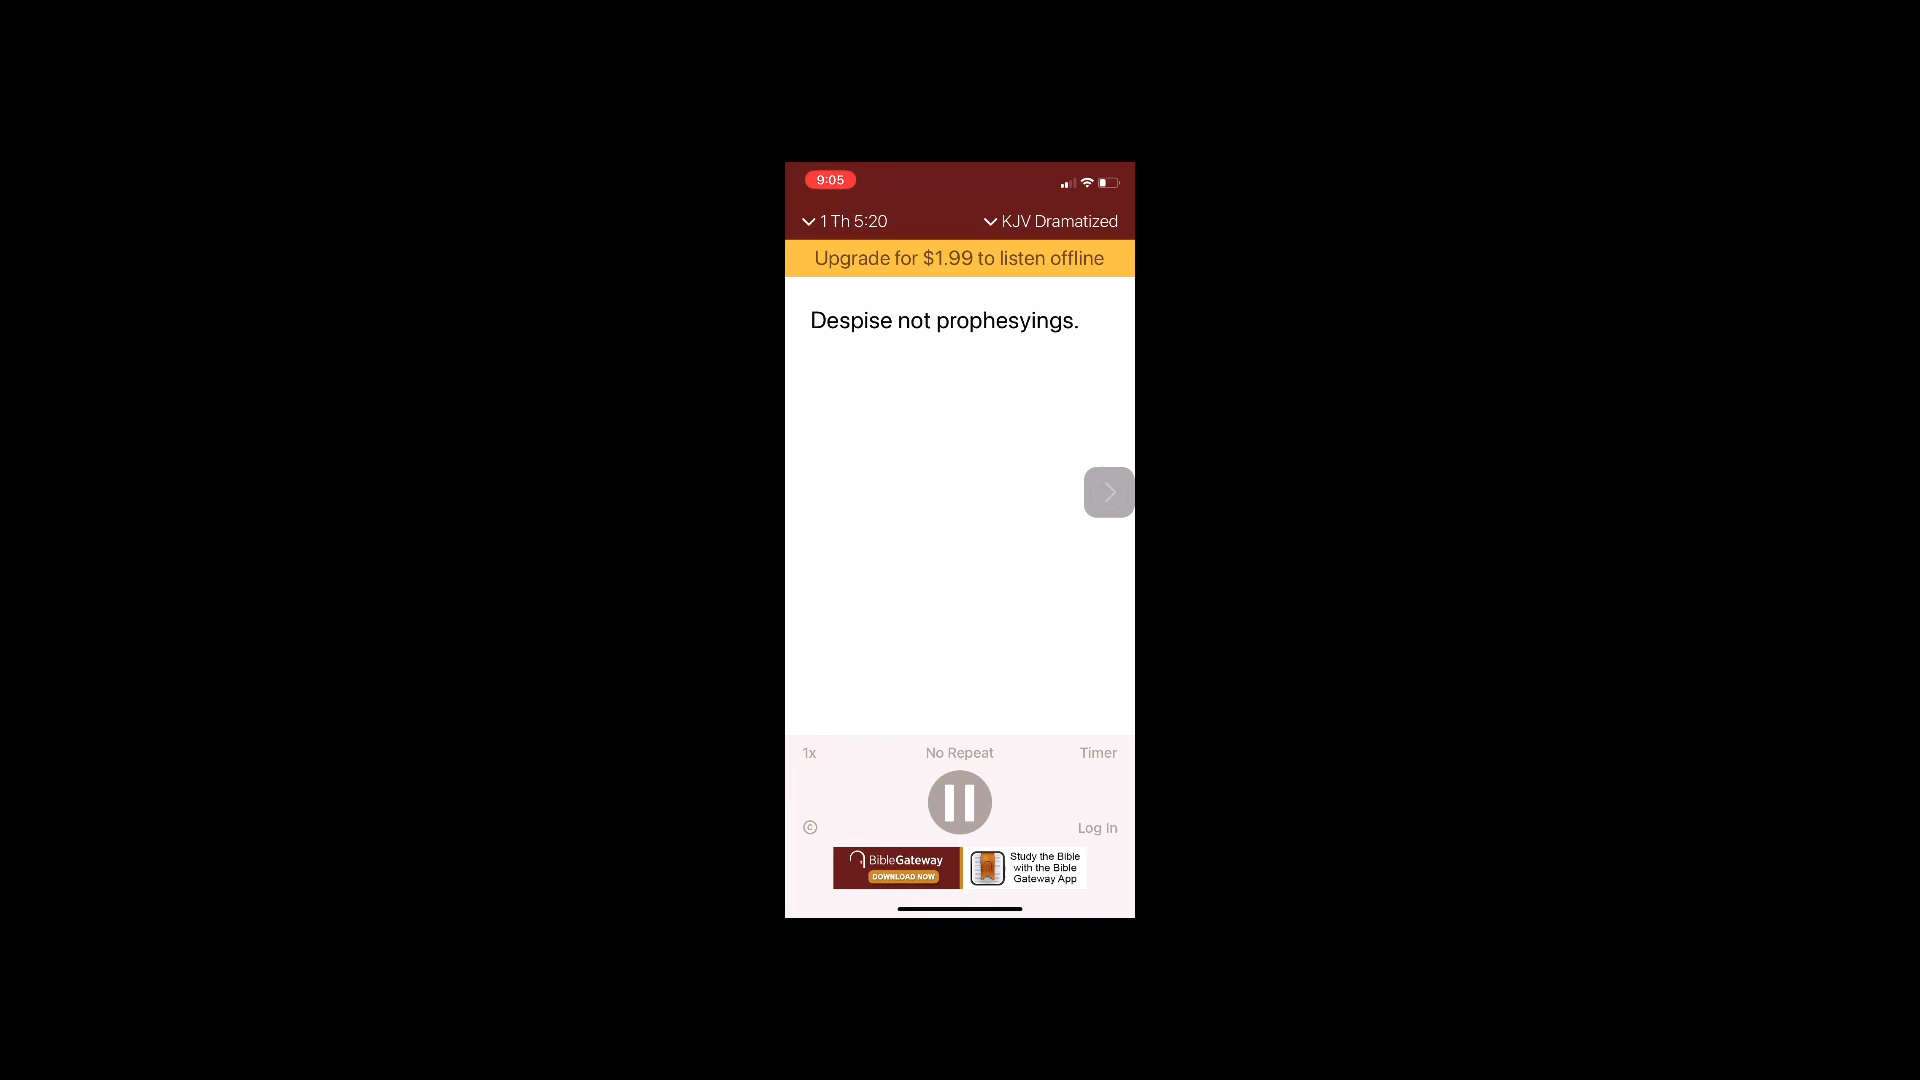 9:05
1 Th 5:20 KJV Dramatized
Upgrade for $1.99 to listen offline
Despise not prophesyings.
1x No Repeat Timer
© Log In
BibleGateway
DOWNLOAD NOW
Study the Bible
with the Bible
Gateway App